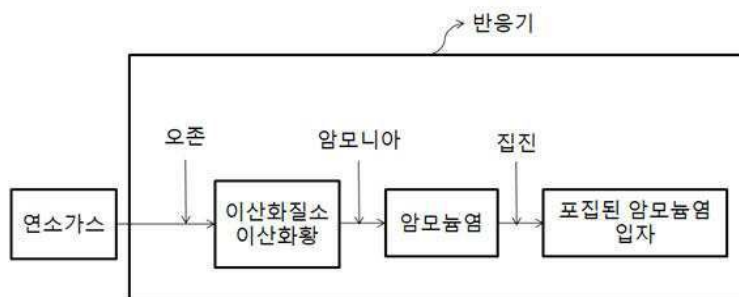 반응기
오존
암모니아
집진
연소가스
이산화질소
이산화황
암모늄염
포집된 암모늄염
입자